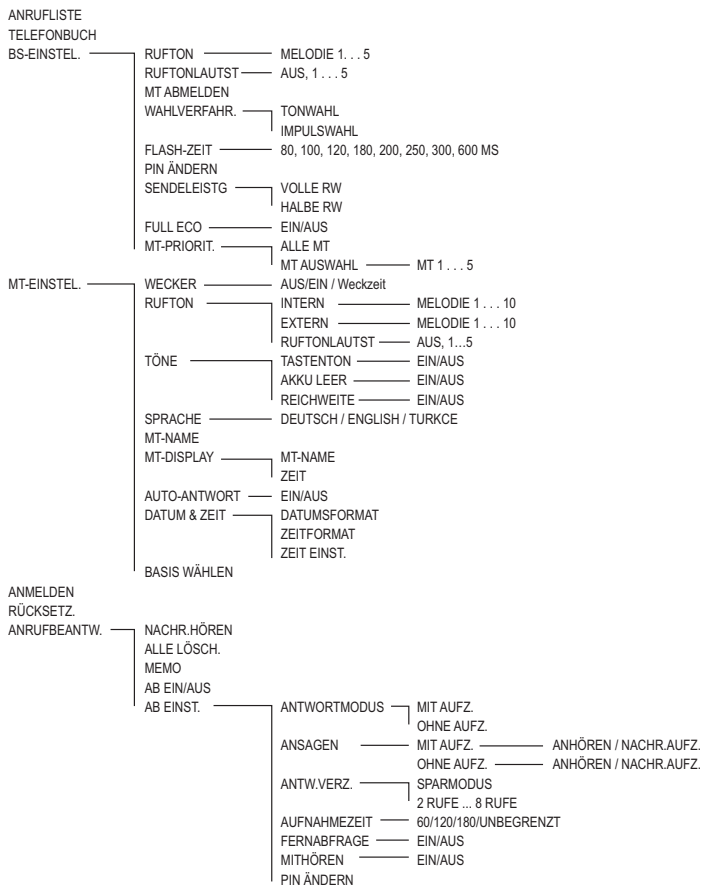 ANRUFLISTE
TELEFONBUCH
BS-EINSTEL. RUFTON MELODIE 1. . . 5
RUFTONLAUTST AUS, 1 . . . 5
MT ABMELDEN
WAHLVERFAHR. TONWAHL
IMPULSWAHL
FLASH-ZEIT 80, 100, 120, 180, 200, 250, 300, 600 MS
PIN ÄNDERN
SENDELEISTG VOLLE RW
HALBE RW
FULL ECO EIN/AUS
MT-PRIORIT. ALLE MT
MT AUSWAHL MT 1 . . . 5
MT-EINSTEL. WECKER AUS/EIN / Weckzeit
RUFTON INTERN MELODIE 1 . . . 10
EXTERN MELODIE 1 . . . 10
RUFTONLAUTST AUS, 1…5
TÖNE TASTENTON EIN/AUS
AKKU LEER EIN/AUS
REICHWEITE EIN/AUS
SPRACHE DEUTSCH / ENGLISH / TURKCE
MT-NAME
MT-DISPLAY MT-NAME
ZEIT
AUTO-ANTWORT EIN/AUS
DATUM & ZEIT DATUMSFORMAT
ZEITFORMAT
ZEIT EINST.
BASIS WÄHLEN
ANMELDEN
RÜCKSETZ.
ANRUFBEANTW. NACHR.HÖREN
ALLE LÖSCH.
MEMO
AB EIN/AUS
AB EINST. ANTWORTMODUS MIT AUFZ.
OHNE AUFZ.
ANSAGEN MIT AUFZ. ANHÖREN / NACHR.AUFZ.
OHNE AUFZ. ANHÖREN / NACHR.AUFZ.
ANTW.VERZ. SPARMODUS
2 RUFE ... 8 RUFE
AUFNAHMEZEIT 60/120/180/UNBEGRENZT
FERNABFRAGE EIN/AUS
MITHÖREN EIN/AUS
PIN ÄNDERN